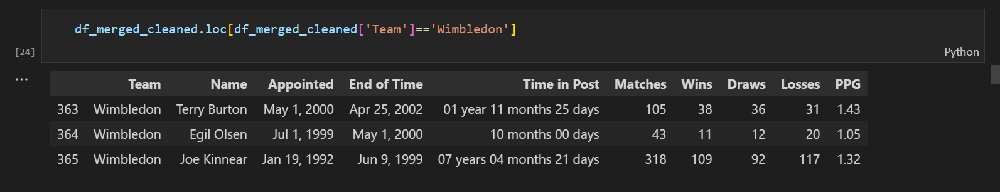 df_merged_cleaned.loc[df_merged_cleaned['Team']=='Wimbledon']
[24]
Python
...
Team Name Appointed End of Time Time in Post Matches Wins Draws Losses PPG
363 Wimbledon Terry Burton May 1, 2000 Apr 25, 2002 01 year 11 months 25 days 105 38 36 31 1.43
364 Wimbledon Egil Olsen Jul 1, 1999 May 1, 2000 10 months 00 days 43 11 12 20 1.05
365 Wimbledon Joe Kinnear Jan 19, 1992 Jun 9, 1999 07 years 04 months 21 days 318 109 92 117 1.32